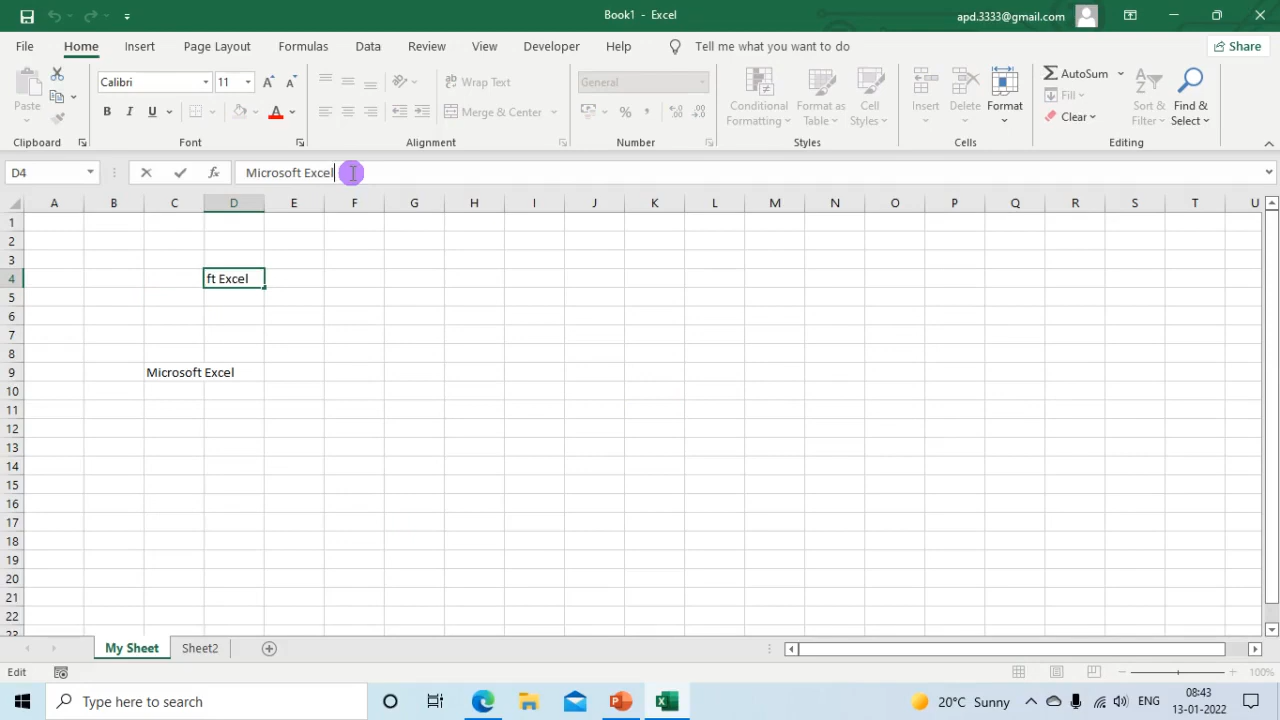 Book1 - Excel
apd.3333@gmail.com
File Home Insert Page Layout Formulas Data Review View Developer Help Tell me what you want to do Share
Paste
Calibri 11
B I U
Wrap Text
Merge & Center
General
%
Conditional Formatting
Format as Table
Cell Styles
Insert
Delete
Format
AutoSum
Fill
Clear
Sort & Filter
Find & Select
Clipboard Font Alignment Number Styles Cells Editing
D4 fx Microsoft Excel
A B C D E F G H I J K L M N O P Q R S T U
1
2
3
4 ft Excel
5
6
7
8
9 Microsoft Excel
10
11
12
13
14
15
16
17
18
19
20
21
22
23
My Sheet Sheet2
Edit 100%
Type here to search 20°C Sunny ENG 08:43
13-01-2022